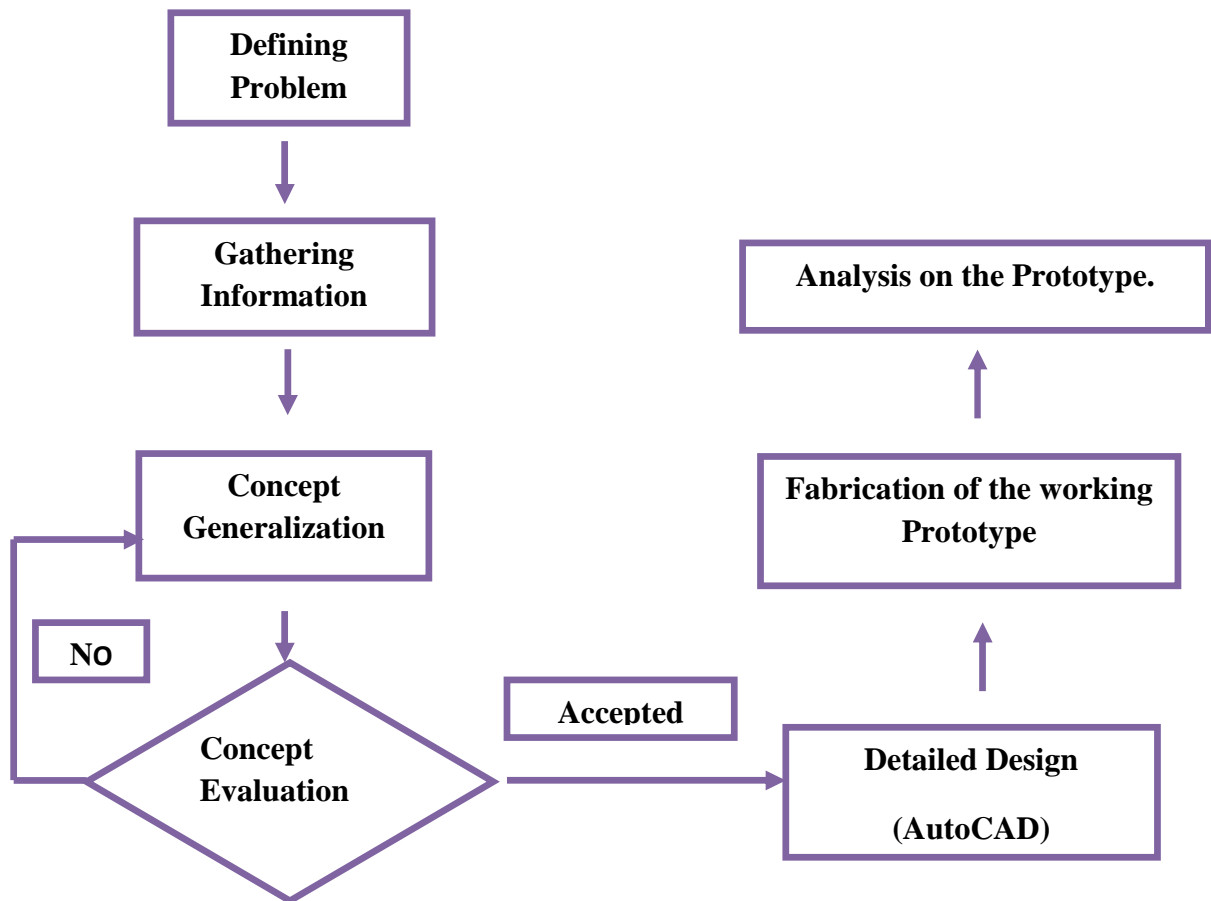 Defining
Problem
Gathering
Information
Concept
Generalization
No
Concept
Evaluation
Accepted
Detailed Design
(AutoCAD)
Fabrication of the working
Prototype
Analysis on the Prototype.